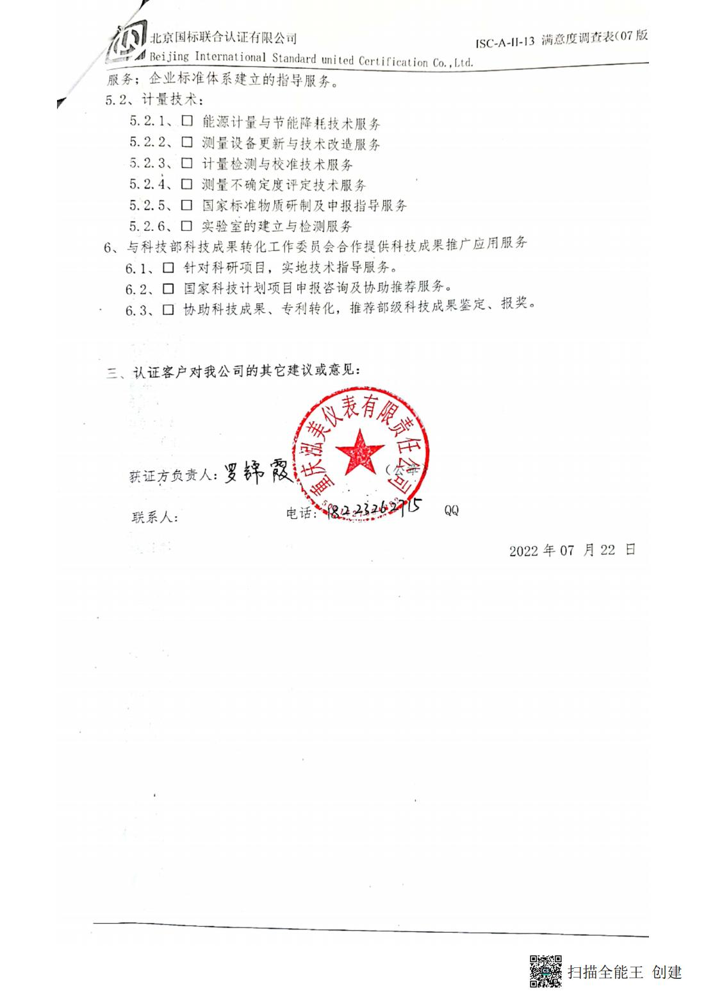 北京国标联合认证有限公司
ISC-A-II-13 满意度调查表(07版
Beijing International Standard united Certification Co.,Ltd.
服务；企业标准体系建立的指导服务。
5.2、计量技术：
5.2.1、□ 能源计量与节能降耗技术服务
5.2.2、□ 测量设备更新与技术改造服务
5.2.3、□ 计量检测与校准技术服务
5.2.4、□ 测量不确定度评定技术服务
5.2.5、□ 国家标准物质研制及申报指导服务
5.2.6、□ 实验室的建立与检测服务
6、与科技部科技成果转化工作委员会合作提供科技成果推广应用服务
6.1、□ 针对科研项目，实地技术指导服务。
6.2、□ 国家科技计划项目申报咨询及协助推荐服务。
6.3、□ 协助科技成果、专利转化，推荐部级科技成果鉴定、报奖。
三、认证客户对我公司的其它建议或意见：
重庆泓美仪表有限责任公司
获证方负责人：罗锦霞 （公章）
联系人： 电话：18223262715 QQ
2022 年 07 月 22 日
扫描全能王 创建